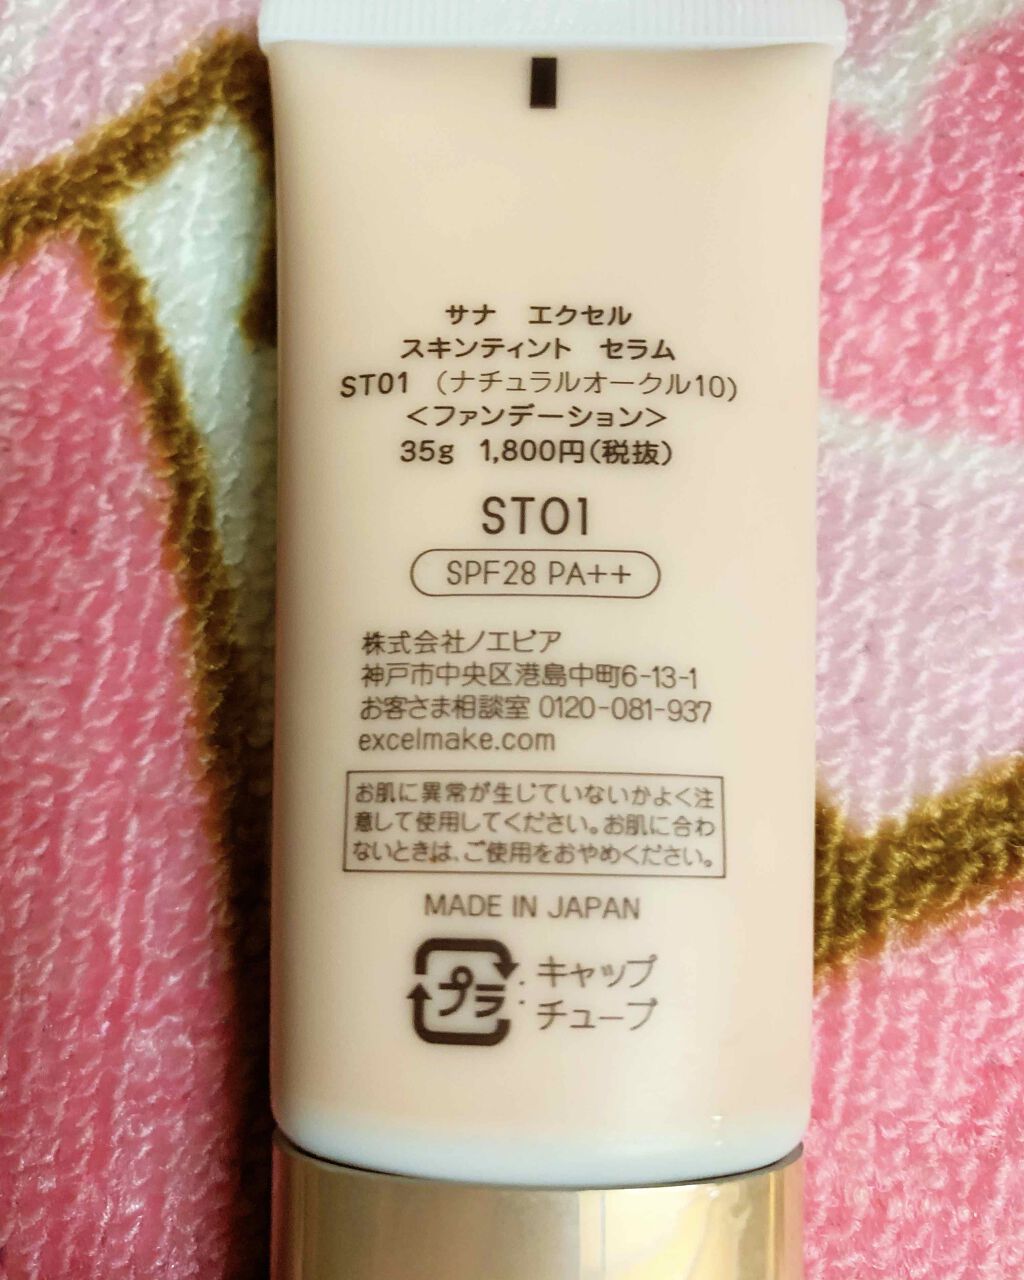 サナ エクセル
スキンティント セラム
ST01 (ナチュラルオークル10)
<ファンデーション>
35g 1,800円(税抜)
ST01
SPF28 PA++
株式会社ノエビア
神戸市中央区港島中町6-13-1
お客さま相談室 0120-081-937
excelmake.com
お肌に異常が生じていないかよく注
意して使用してください。お肌に合わ
ないときは、ご使用をおやめください。
MADE IN JAPAN
プラ : キャップ
: チューブ